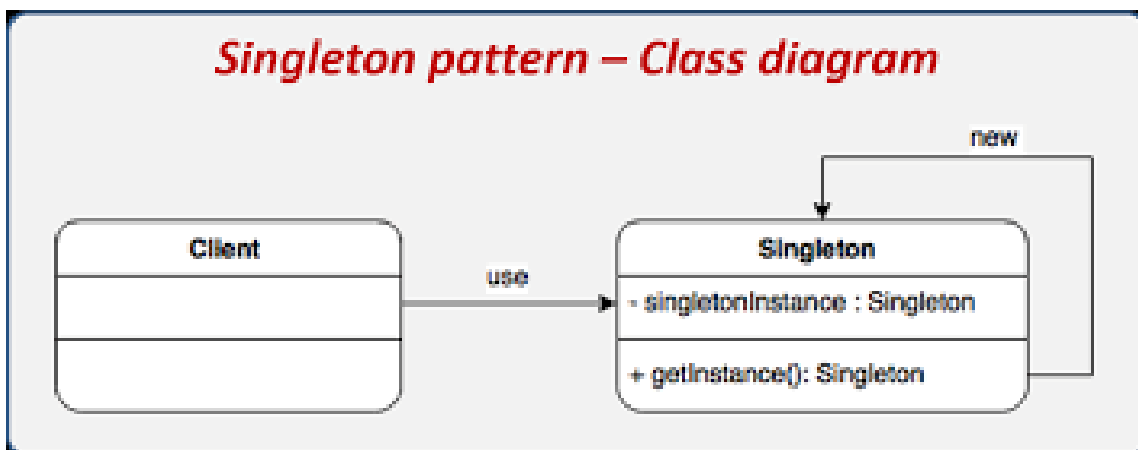 Singleton pattern – Class diagram
new
Client
Singleton
use
- singletonInstance : Singleton
+ getInstance(): Singleton